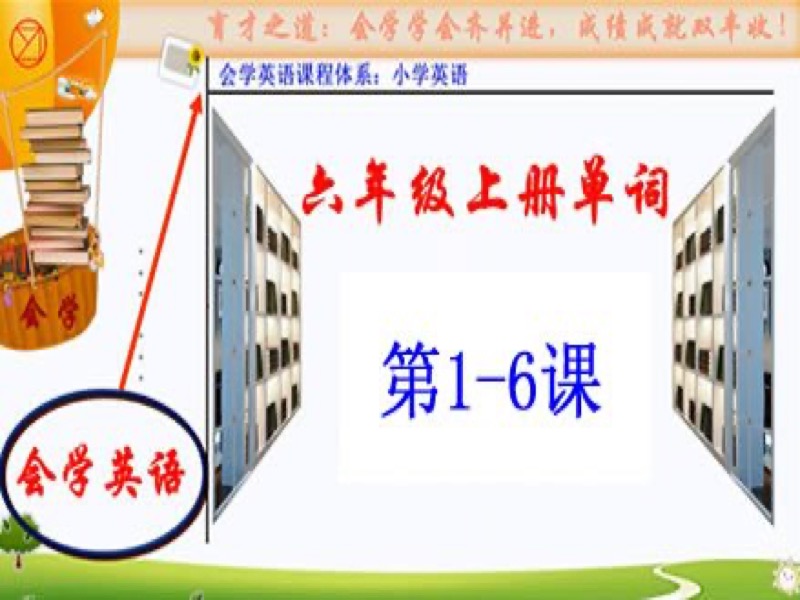 育才之道：会学学会齐并进，成绩成就双丰收！
会学英语课程体系：小学英语
六年级上册单词
第1-6课
会学
会学英语